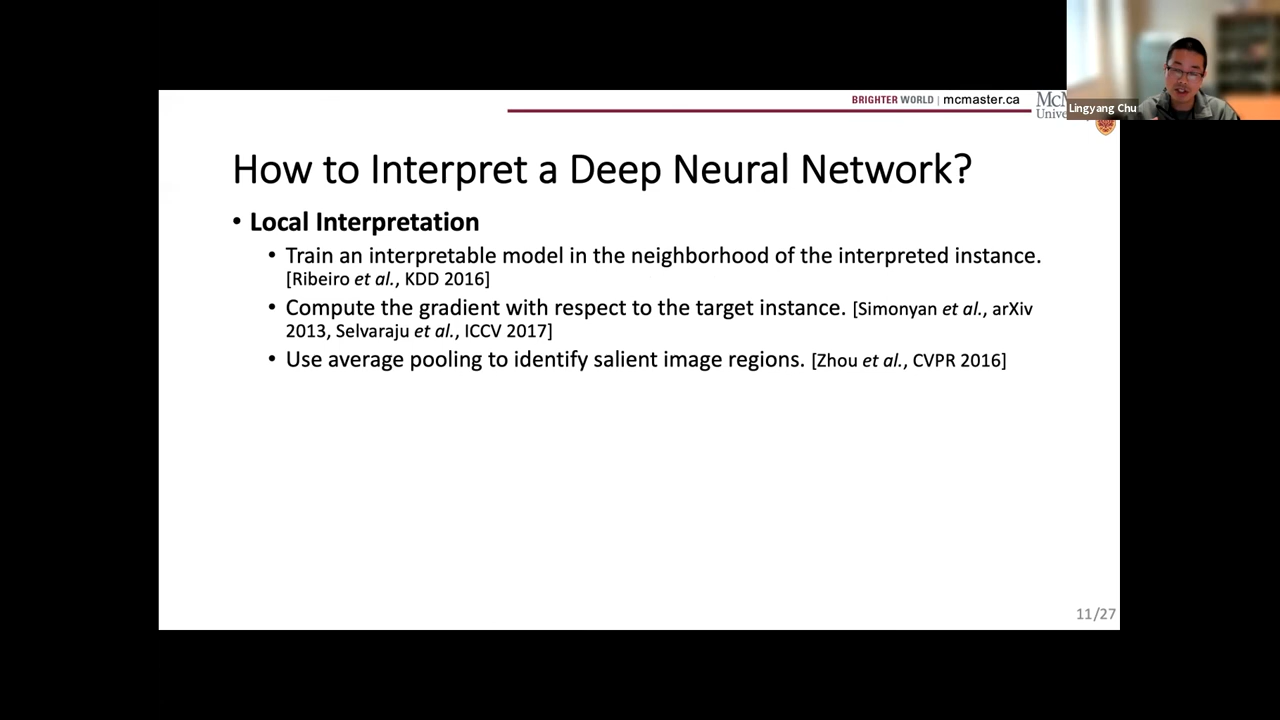 BRIGHTER WORLD | mcmaster.ca
Lingyang Chu
How to Interpret a Deep Neural Network?
• Local Interpretation
• Train an interpretable model in the neighborhood of the interpreted instance.
[Ribeiro et al., KDD 2016]
• Compute the gradient with respect to the target instance. [Simonyan et al., arXiv
2013, Selvaraju et al., ICCV 2017]
• Use average pooling to identify salient image regions. [Zhou et al., CVPR 2016]
11/27